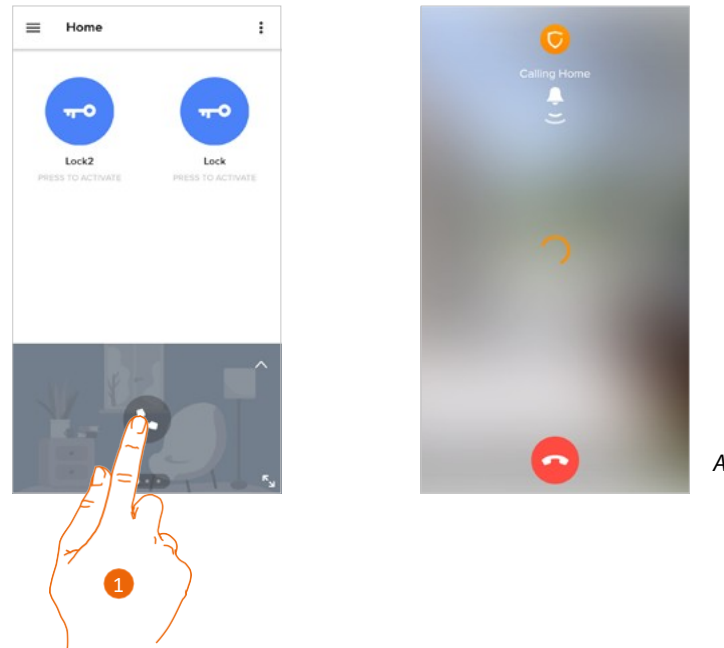 Home
Lock2
Lock
PRESS TO ACTIVATE
PRESS TO ACTIVATE
1
Calling Home
A